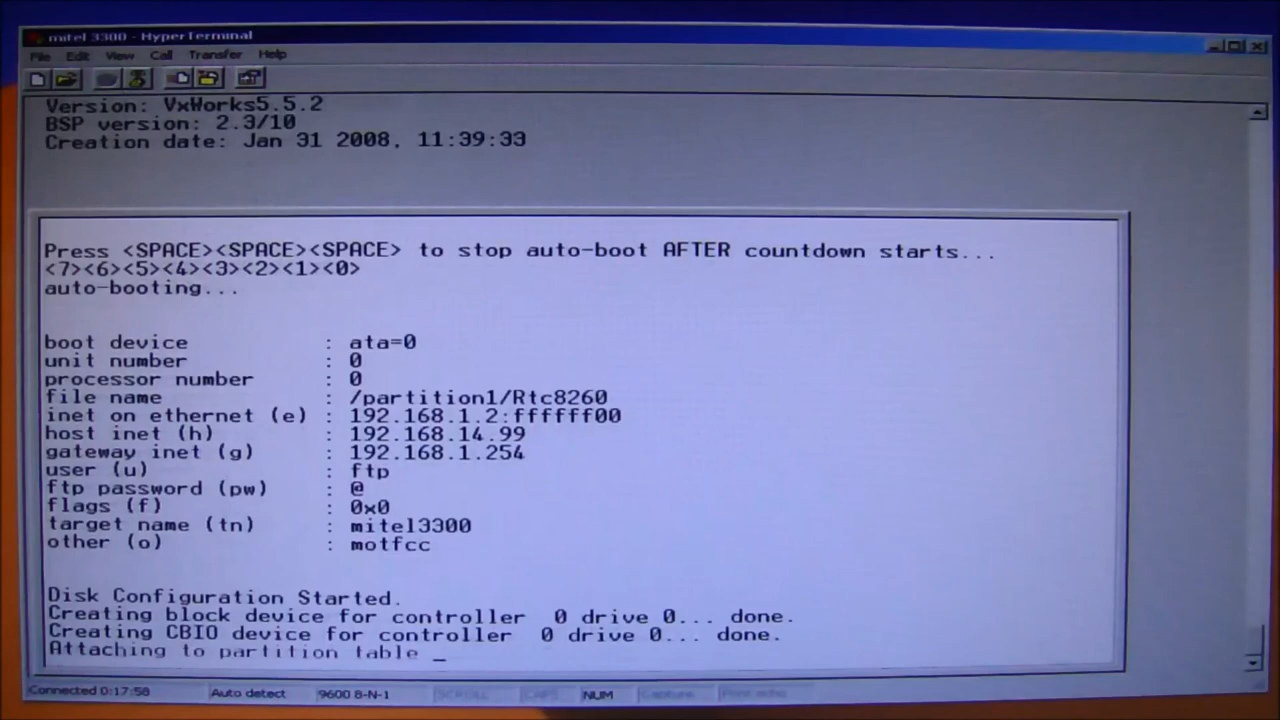 mitel 3300 - HyperTerminal
File Edit View Call Transfer Help
Version: VxWorks5.5.2
BSP version: 2.3/10
Creation date: Jan 31 2008, 11:39:33
Press <SPACE><SPACE><SPACE> to stop auto-boot AFTER countdown starts...
<7><6><5><4><3><2><1><0>
auto-booting...
boot device : ata=0
unit number : 0
processor number : 0
file name : /partition1/Rtc8260
inet on ethernet (e) : 192.168.1.2:ffffff00
host inet (h) : 192.168.14.99
gateway inet (g) : 192.168.1.254
user (u) : ftp
ftp password (pw) : @
flags (f) : 0x0
target name (tn) : mitel3300
other (o) : motfcc
Disk Configuration Started.
Creating block device for controller 0 drive 0... done.
Creating CBIO device for controller 0 drive 0... done.
Attaching to partition table _
Connected 0:17:58 Auto detect 9600 8-N-1 SCROLL CAPS NUM Capture Print echo